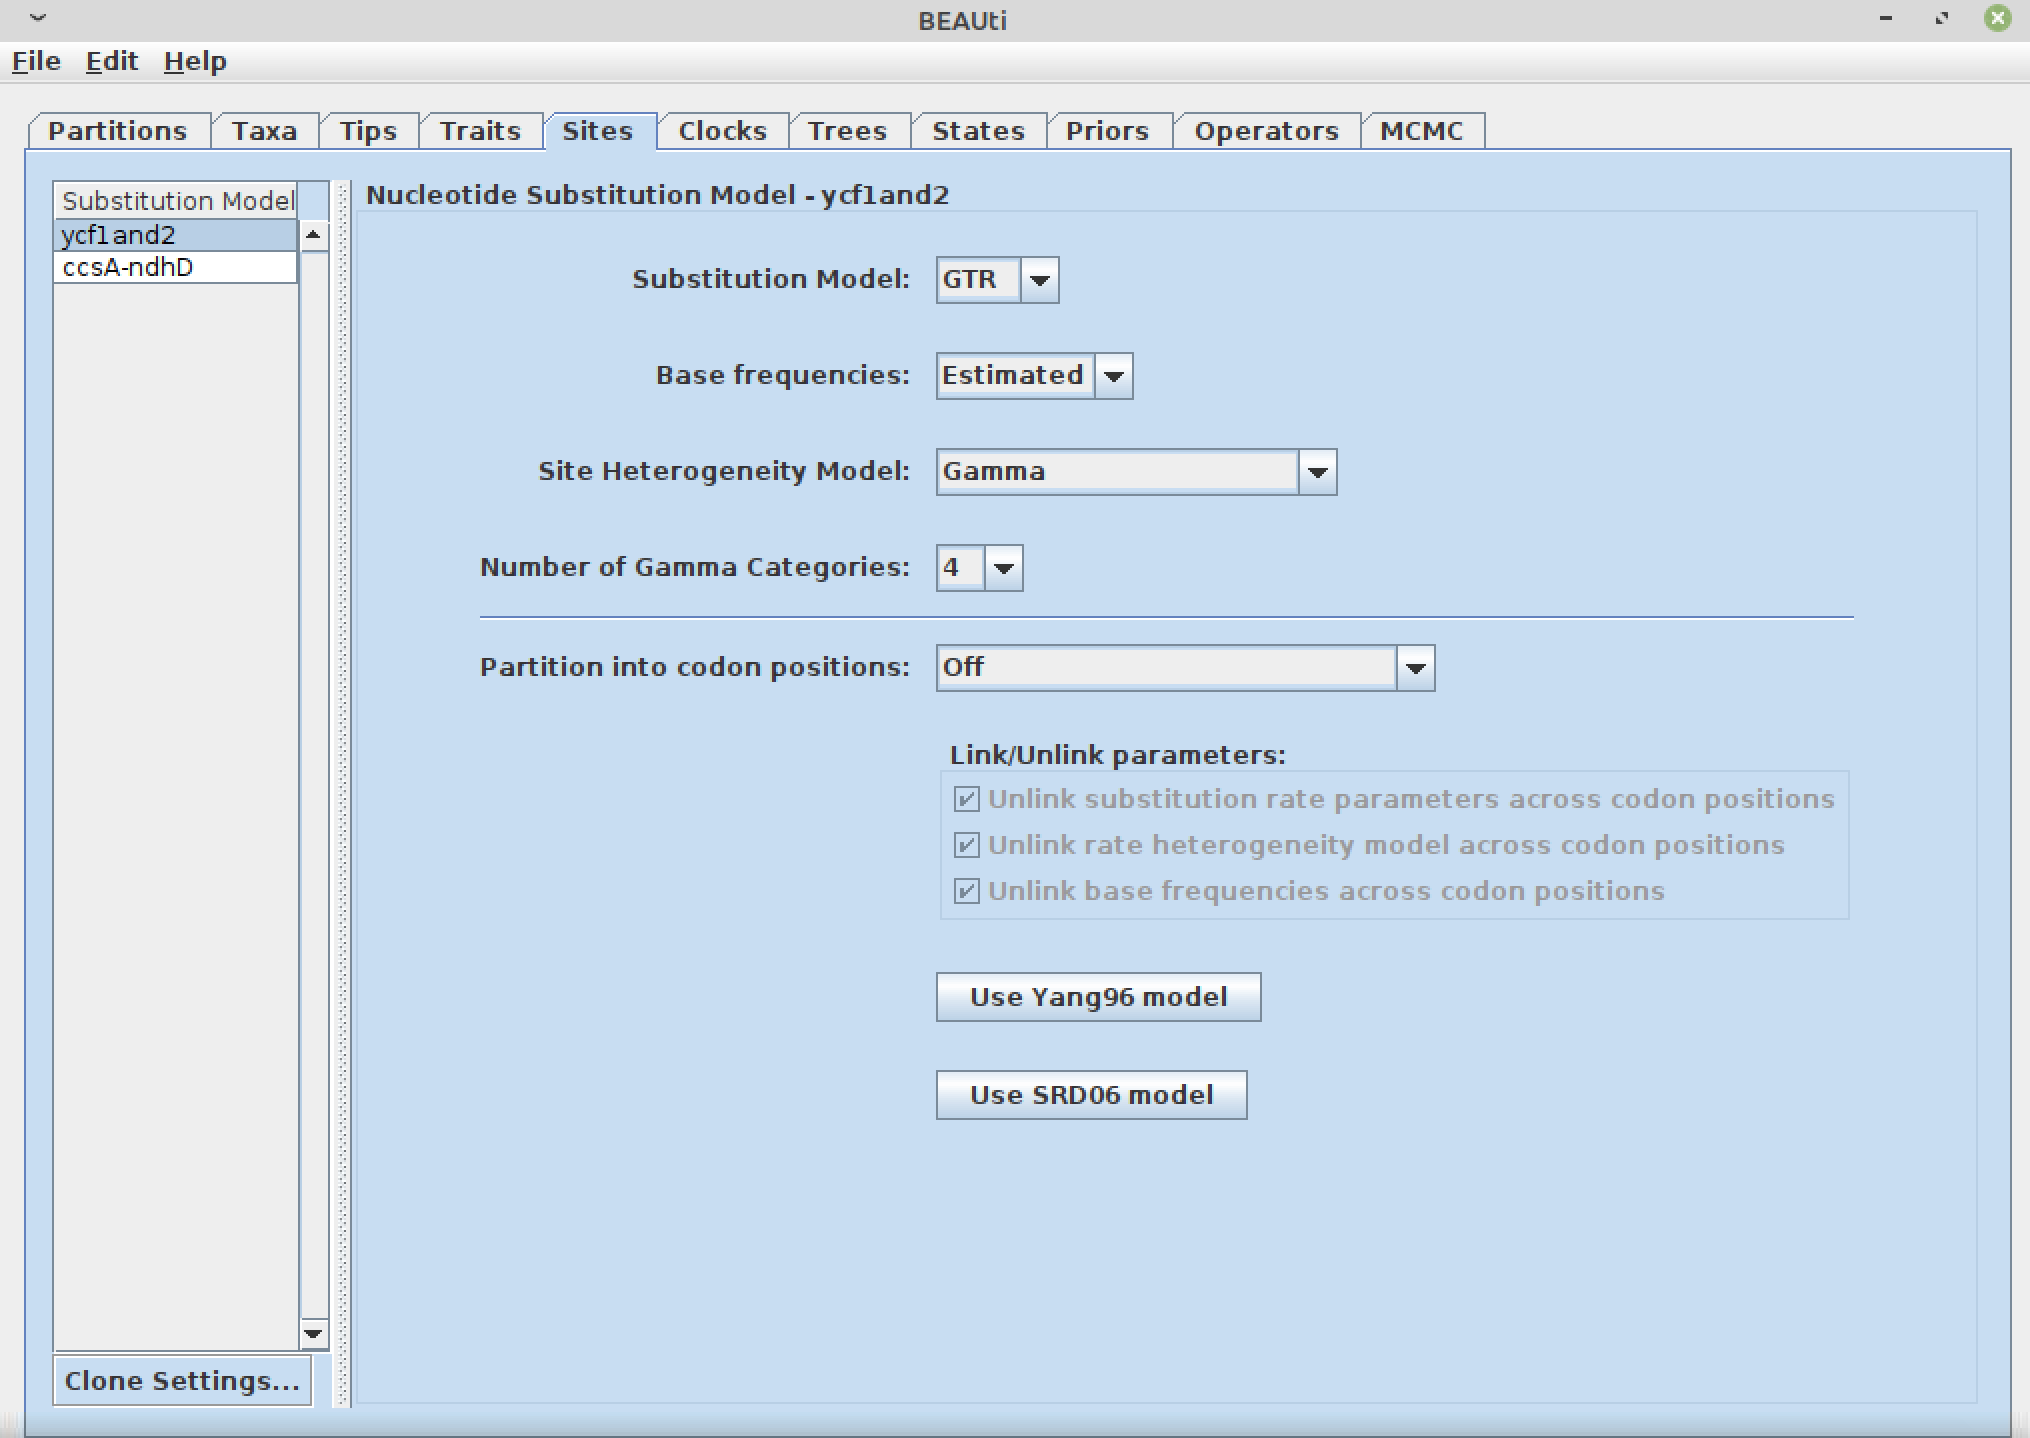 BEAUti
File Edit Help
Partitions Taxa Tips Traits Sites Clocks Trees States Priors Operators MCMC
Substitution Model
ycf1and2
ccsA-ndhD
Clone Settings...
Nucleotide Substitution Model - ycf1and2
Substitution Model: GTR
Base frequencies: Estimated
Site Heterogeneity Model: Gamma
Number of Gamma Categories: 4
Partition into codon positions: Off
Link/Unlink parameters:
Unlink substitution rate parameters across codon positions
Unlink rate heterogeneity model across codon positions
Unlink base frequencies across codon positions
Use Yang96 model
Use SRD06 model